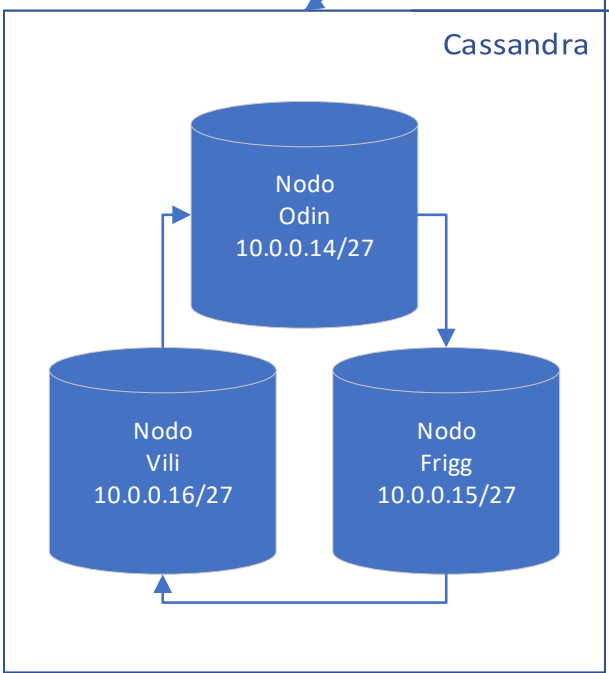 Cassandra
Nodo
Odin
10.0.0.14/27
Nodo
Vili
10.0.0.16/27
Nodo
Frigg
10.0.0.15/27